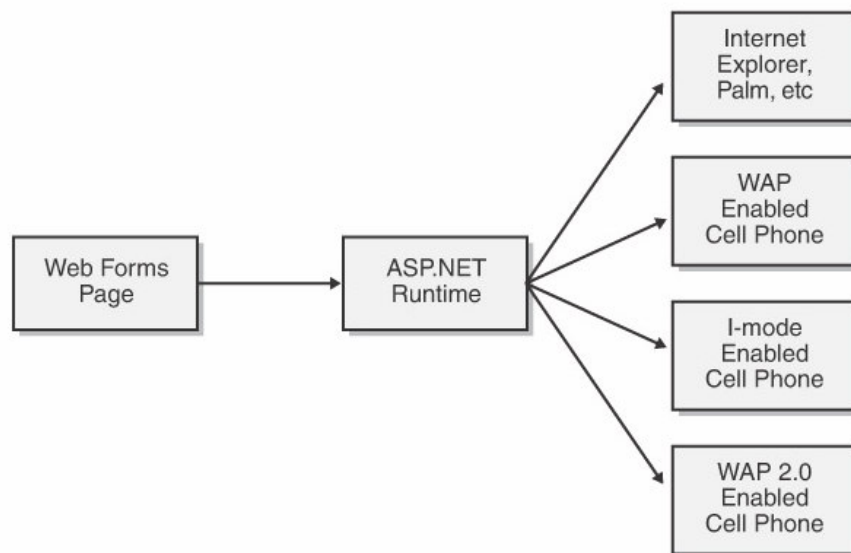 Web Forms
Page
ASP.NET
Runtime
Internet
Explorer,
Palm, etc
WAP
Enabled
Cell Phone
I-mode
Enabled
Cell Phone
WAP 2.0
Enabled
Cell Phone